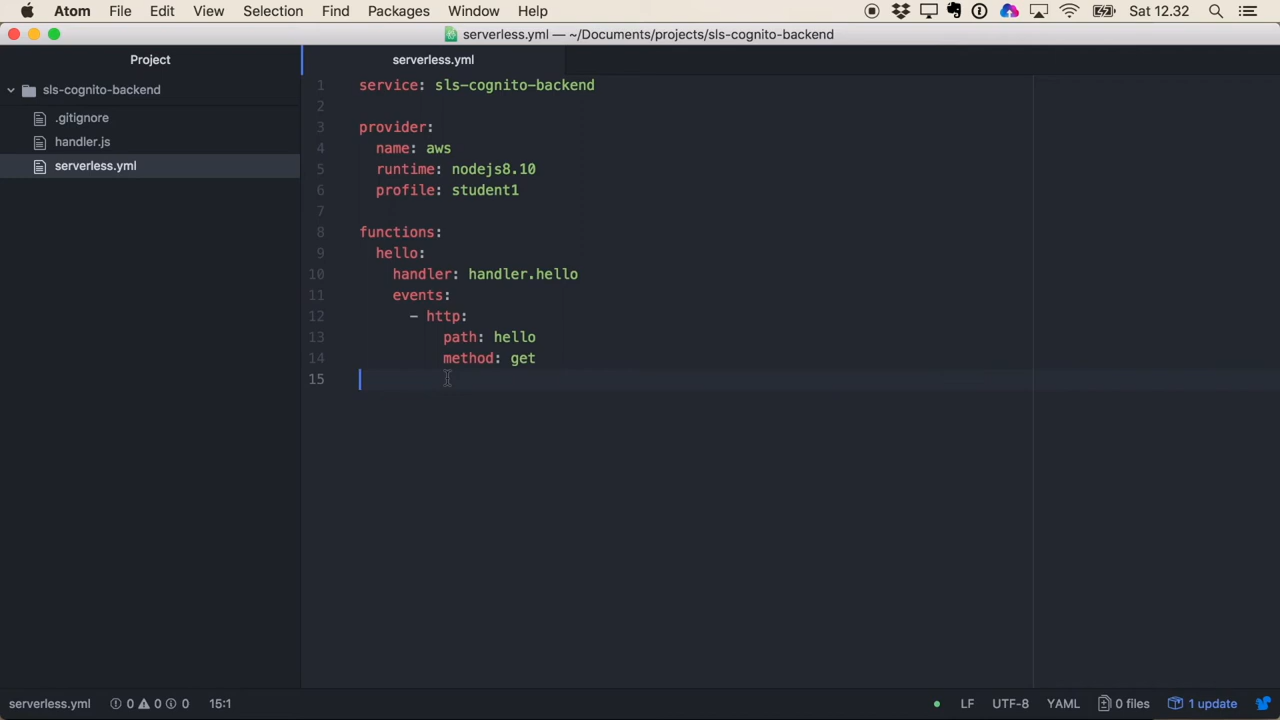 Atom File Edit View Selection Find Packages Window Help Sat 12.32
serverless.yml — ~/Documents/projects/sls-cognito-backend
Project
serverless.yml
sls-cognito-backend
.gitignore
handler.js
serverless.yml
1 service: sls-cognito-backend
2
3 provider:
4 name: aws
5 runtime: nodejs8.10
6 profile: student1
7
8 functions:
9 hello:
10 handler: handler.hello
11 events:
12 - http:
13 path: hello
14 method: get
15
serverless.yml 0 0 0 15:1 LF UTF-8 YAML 0 files 1 update